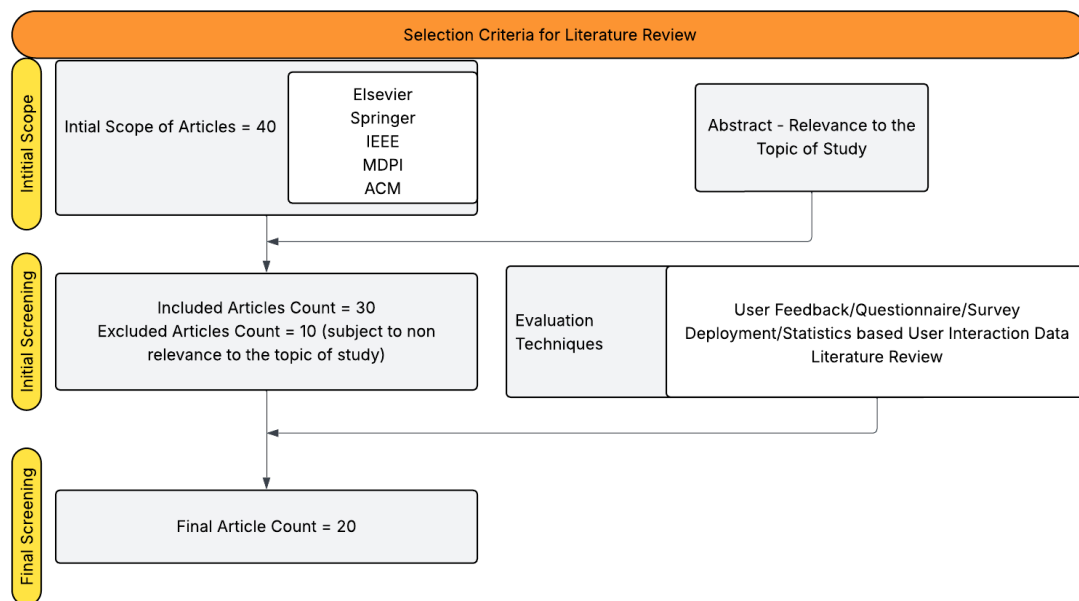 Selection Criteria for Literature Review
Intitial Scope
Intial Scope of Articles = 40
Elsevier
Springer
IEEE
MDPI
ACM
Abstract - Relevance to the
Topic of Study
Initial Screening
Included Articles Count = 30
Excluded Articles Count = 10 (subject to non
relevance to the topic of study)
Evaluation
Techniques
User Feedback/Questionnaire/Survey
Deployment/Statistics based User Interaction Data
Literature Review
Final Screening
Final Article Count = 20